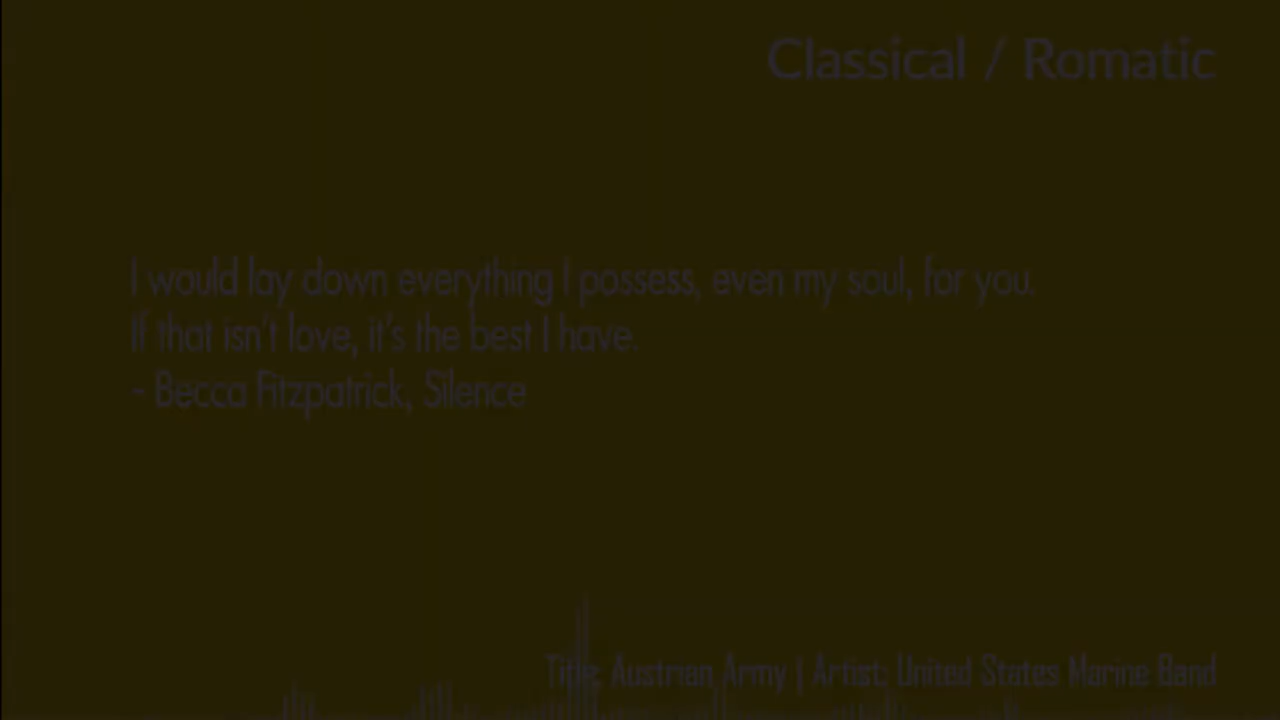 Classical / Romatic
I would lay down everything I possess, even my soul, for you.
If that isn't love, it's the best I have.
- Becca Fitzpatrick, Silence
Title: Austrian Army | Artist: United States Marine Band